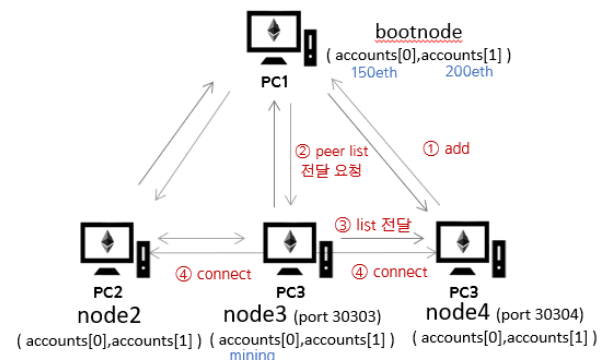 bootnode
( accounts[0],accounts[1] )
150eth 200eth
PC1
② peer list
전달 요청
① add
③ list 전달
④ connect
④ connect
PC2
PC3
PC3
node2
node3 (port 30303)
node4 (port 30304)
( accounts[0],accounts[1] )
( accounts[0],accounts[1] )
( accounts[0],accounts[1] )
mining